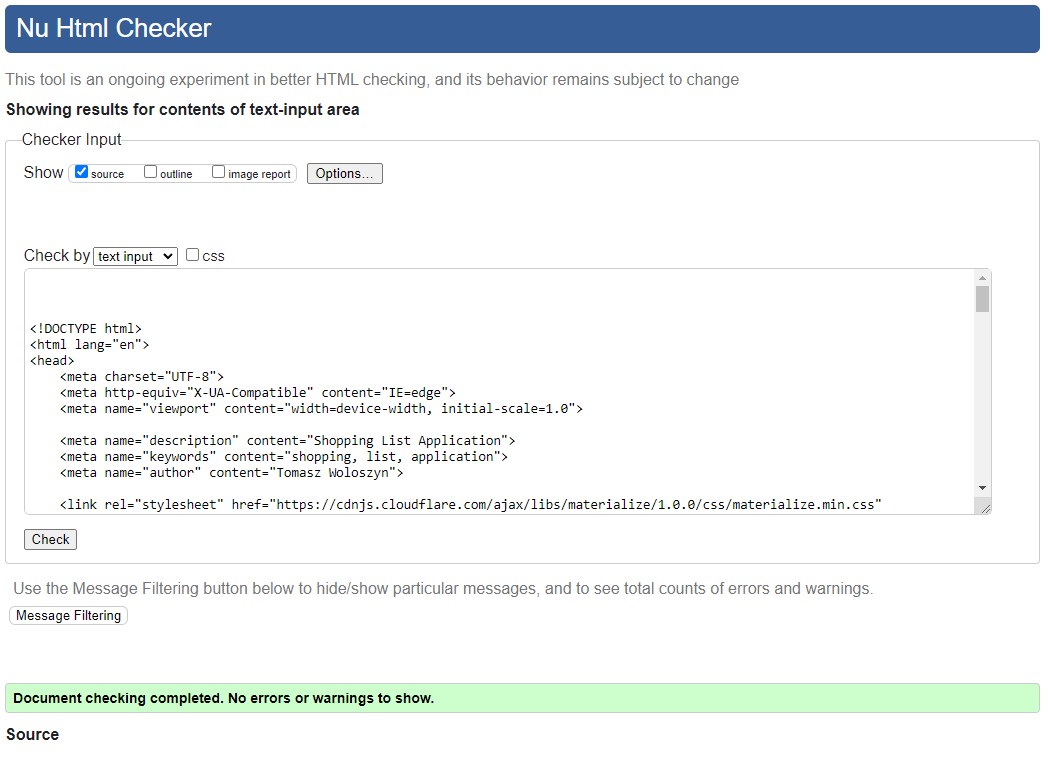 Nu Html Checker
This tool is an ongoing experiment in better HTML checking, and its behavior remains subject to change
Showing results for contents of text-input area
Checker Input
Show source outline image report Options...
Check by text input css
<!DOCTYPE html>
<html lang="en">
<head>
    <meta charset="UTF-8">
    <meta http-equiv="X-UA-Compatible" content="IE=edge">
    <meta name="viewport" content="width=device-width, initial-scale=1.0">
    <meta name="description" content="Shopping List Application">
    <meta name="keywords" content="shopping, list, application">
    <meta name="author" content="Tomasz Woloszyn">
    <link rel="stylesheet" href="https://cdnjs.cloudflare.com/ajax/libs/materialize/1.0.0/css/materialize.min.css"
Check
Use the Message Filtering button below to hide/show particular messages, and to see total counts of errors and warnings.
Message Filtering
Document checking completed. No errors or warnings to show.
Source